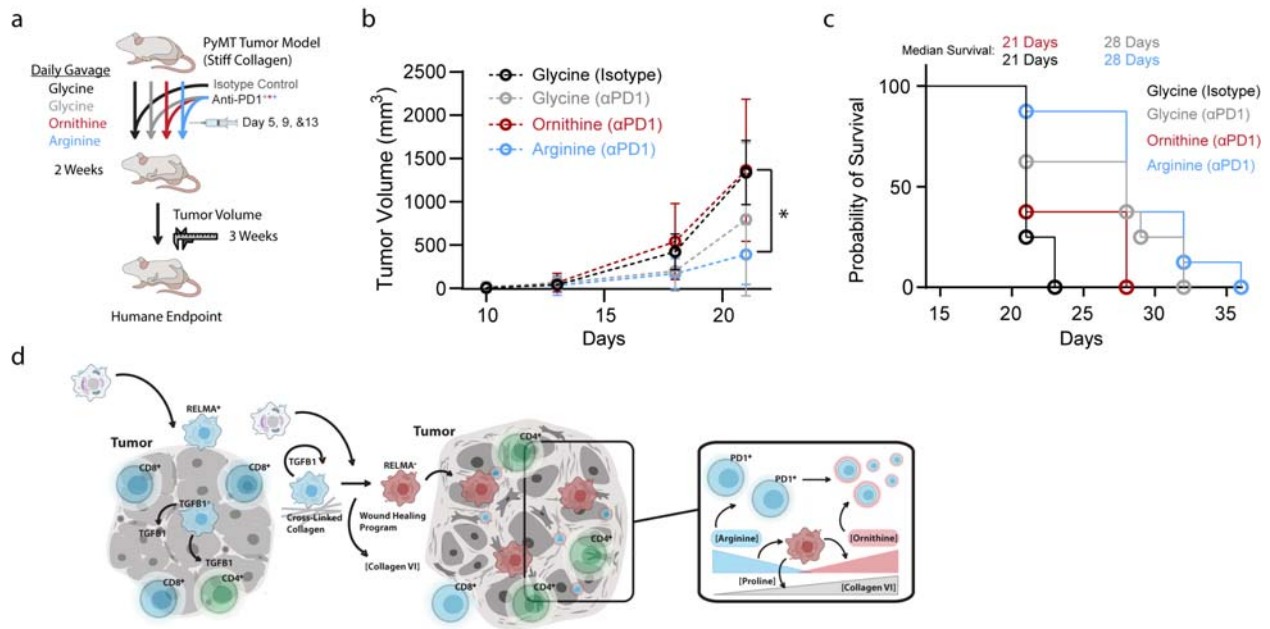 a
PyMT Tumor Model
(Stiff Collagen)
Daily Gavage
Glycine
Glycine
Ornithine
Arginine
Isotype Control
Anti-PD1
Day 5, 9, &13
2 Weeks
Tumor Volume
3 Weeks
Humane Endpoint
b
Tumor Volume (mm³)
2500
2000
1500
1000
500
0
10
15
20
Days
Glycine (Isotype)
Glycine (αPD1)
Ornithine (αPD1)
Arginine (αPD1)
*
c
Median Survival:
21 Days
28 Days
21 Days
28 Days
Probability of Survival
100
50
0
15
20
25
30
35
Days
Glycine (Isotype)
Glycine (αPD1)
Ornithine (αPD1)
Arginine (αPD1)
d
RELMA⁺
Tumor
CD8⁺
CD8⁺
TGFB1⁺
TGFB1
TGFB1
CD8⁺
CD4⁺
TGFB1
Cross-Linked
Collagen
RELMA⁺
Wound Healing
Program
[Collagen VI]
Tumor
CD4⁺
CD4⁺
CD8⁺
CD4⁺
PD1⁺
PD1⁺
[Arginine]
[Ornithine]
[Proline]
[Collagen VI]